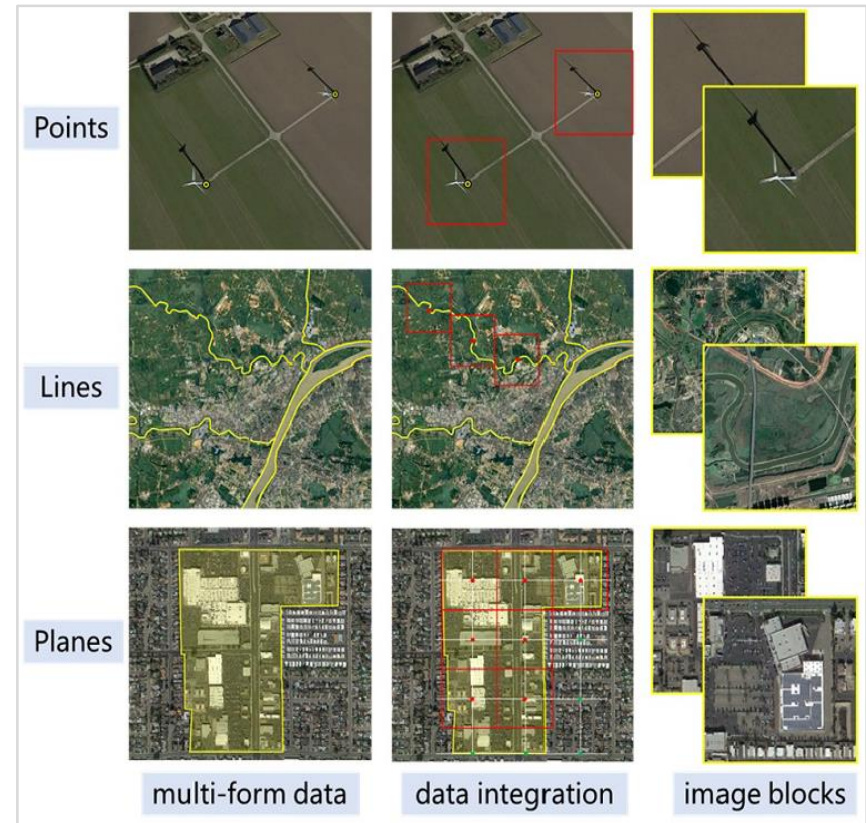 Points
Lines
Planes
multi-form data
data integration
image blocks